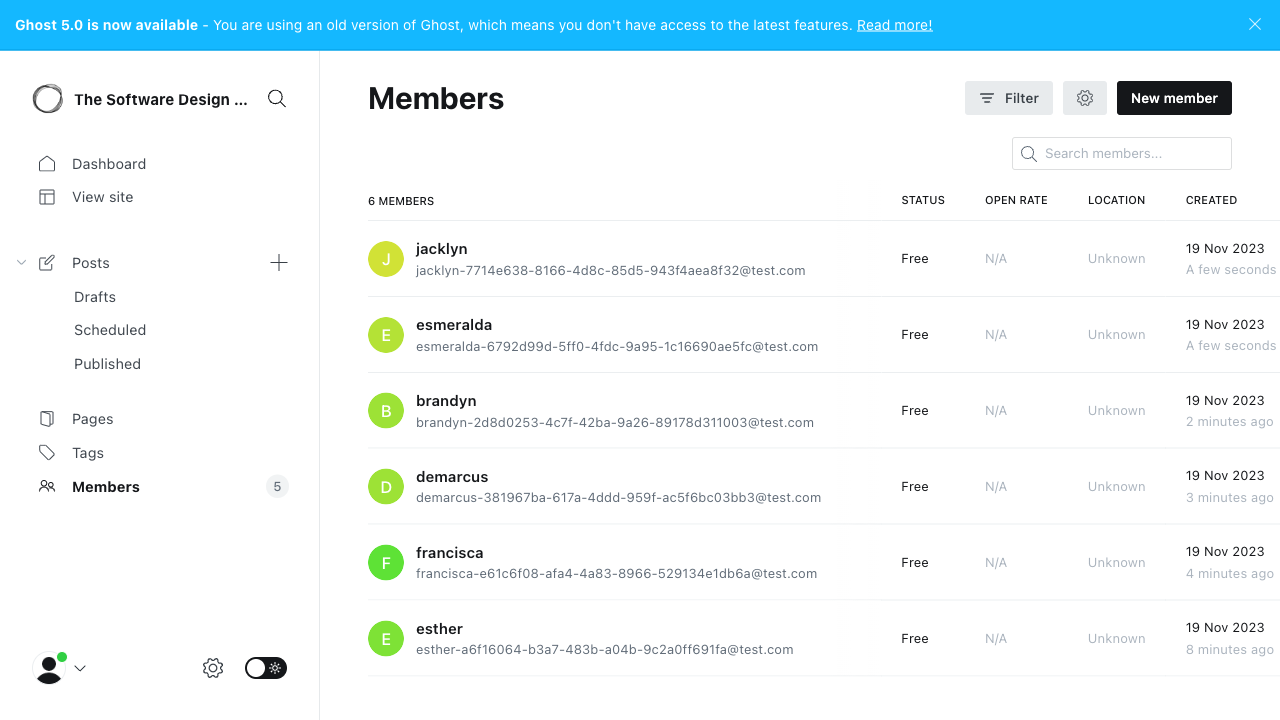 Ghost 5.0 is now available - You are using an old version of Ghost, which means you don't have access to the latest features. Read more!
The Software Design ...
Dashboard
View site
Posts
Drafts
Scheduled
Published
Pages
Tags
Members 5
Members
Filter
New member
Search members...
6 MEMBERS STATUS OPEN RATE LOCATION CREATED
J
jacklyn
jacklyn-7714e638-8166-4d8c-85d5-943f4aea8f32@test.com
Free N/A Unknown
19 Nov 2023
A few seconds
E
esmeralda
esmeralda-6792d99d-5ff0-4fdc-9a95-1c16690ae5fc@test.com
Free N/A Unknown
19 Nov 2023
A few seconds
B
brandyn
brandyn-2d8d0253-4c7f-42ba-9a26-89178d311003@test.com
Free N/A Unknown
19 Nov 2023
2 minutes ago
D
demarcus
demarcus-381967ba-617a-4ddd-959f-ac5f6bc03bb3@test.com
Free N/A Unknown
19 Nov 2023
3 minutes ago
F
francisca
francisca-e61c6f08-afa4-4a83-8966-529134e1db6a@test.com
Free N/A Unknown
19 Nov 2023
4 minutes ago
E
esther
esther-a6f16064-b3a7-483b-a04b-9c2a0ff691fa@test.com
Free N/A Unknown
19 Nov 2023
8 minutes ago